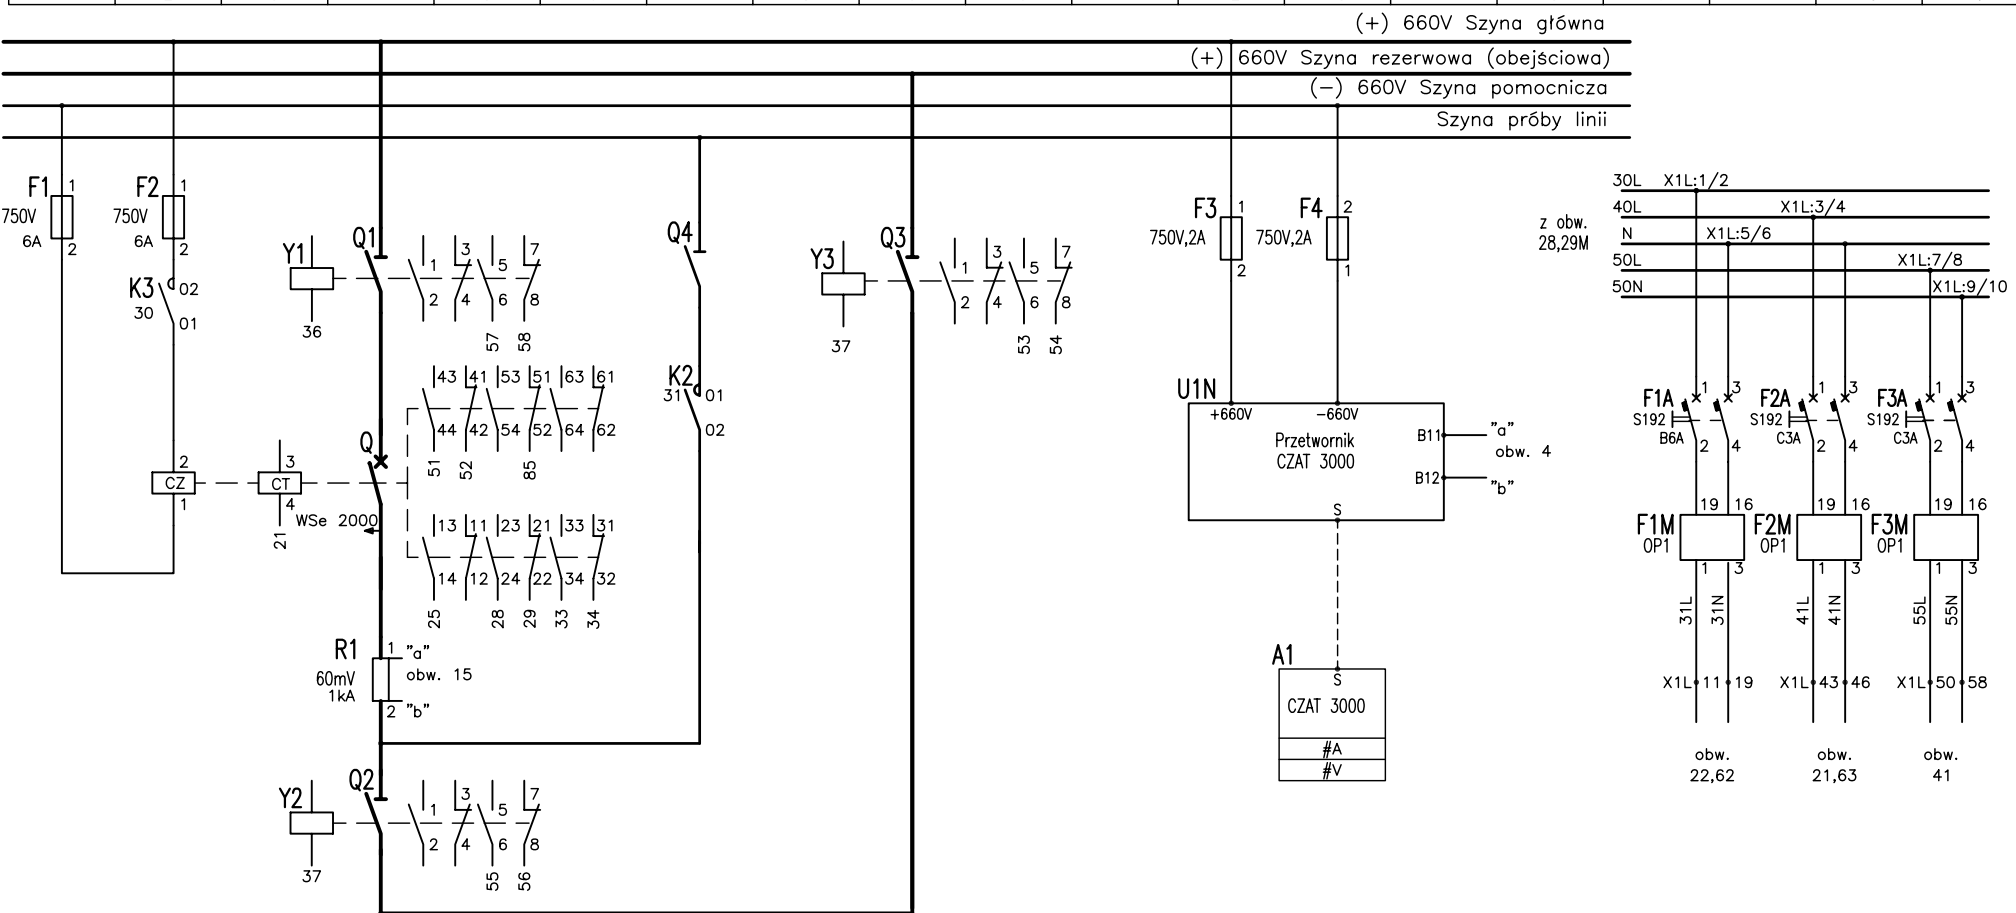 (+) 660V Szyna główna
(+) 660V Szyna rezerwowa (obejściowa)
(−) 660V Szyna pomocnicza
Szyna próby linii
F1 1
750V
6A 2
F2 1
750V
6A 2
K3 02
30 01
2
CZ
1
3
CT
4
21
WSe 2000
Y1
36
Q1
1 3 5 7
2 4 6 8
57 58
Q
43 41 53 51 63 61
44 42 54 52 64 62
51 52 85
13 11 23 21 33 31
14 12 24 22 34 32
25 28 29 33 34
R1 1 "a"
60mV obw. 15
1kA
2 "b"
Y2
37
Q2
1 3 5 7
2 4 6 8
55 56
Q4
K2
31 01
02
Y3
37
Q3
1 3 5 7
2 4 6 8
53 54
F3 1
750V,2A
2
F4 2
750V,2A
1
U1N
+660V −660V
Przetwornik
CZAT 3000
B11 "a"
obw. 4
B12 "b"
S
A1
S
CZAT 3000
#A
#V
z obw.
28,29M
30L X1L:1/2
40L X1L:3/4
N X1L:5/6
50L X1L:7/8
50N X1L:9/10
F1A 1 3
S192
B6A 2 4
F2A 1 3
S192
C3A 2 4
F3A 1 3
S192
C3A 2 4
19 16
F1M
OP1
1 3
19 16
F2M
OP1
1 3
19 16
F3M
OP1
1 3
31L 31N
41L 41N
55L 55N
X1L 11 19
X1L 43 46
X1L 50 58
obw.
22,62
obw.
21,63
obw.
41